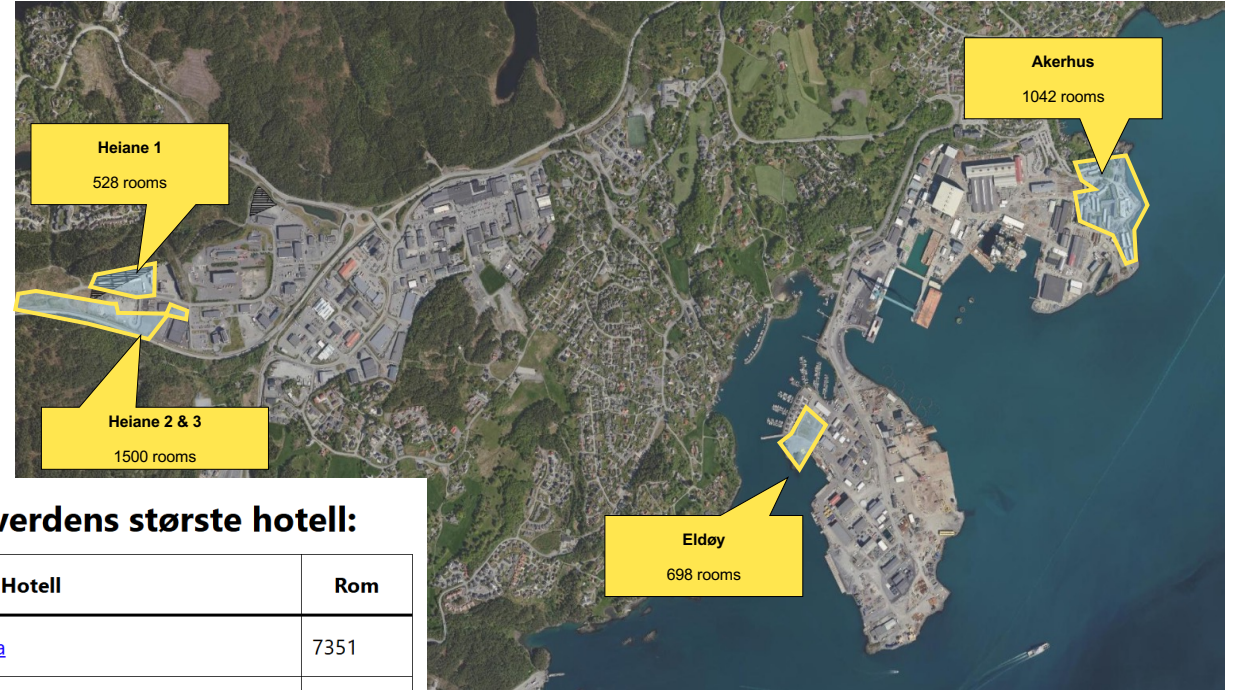 Akerhus
1042 rooms
Heiane 1
528 rooms
Heiane 2 & 3
1500 rooms
Eldøy
698 rooms
verdens største hotell:
Hotell
Rom
a
7351